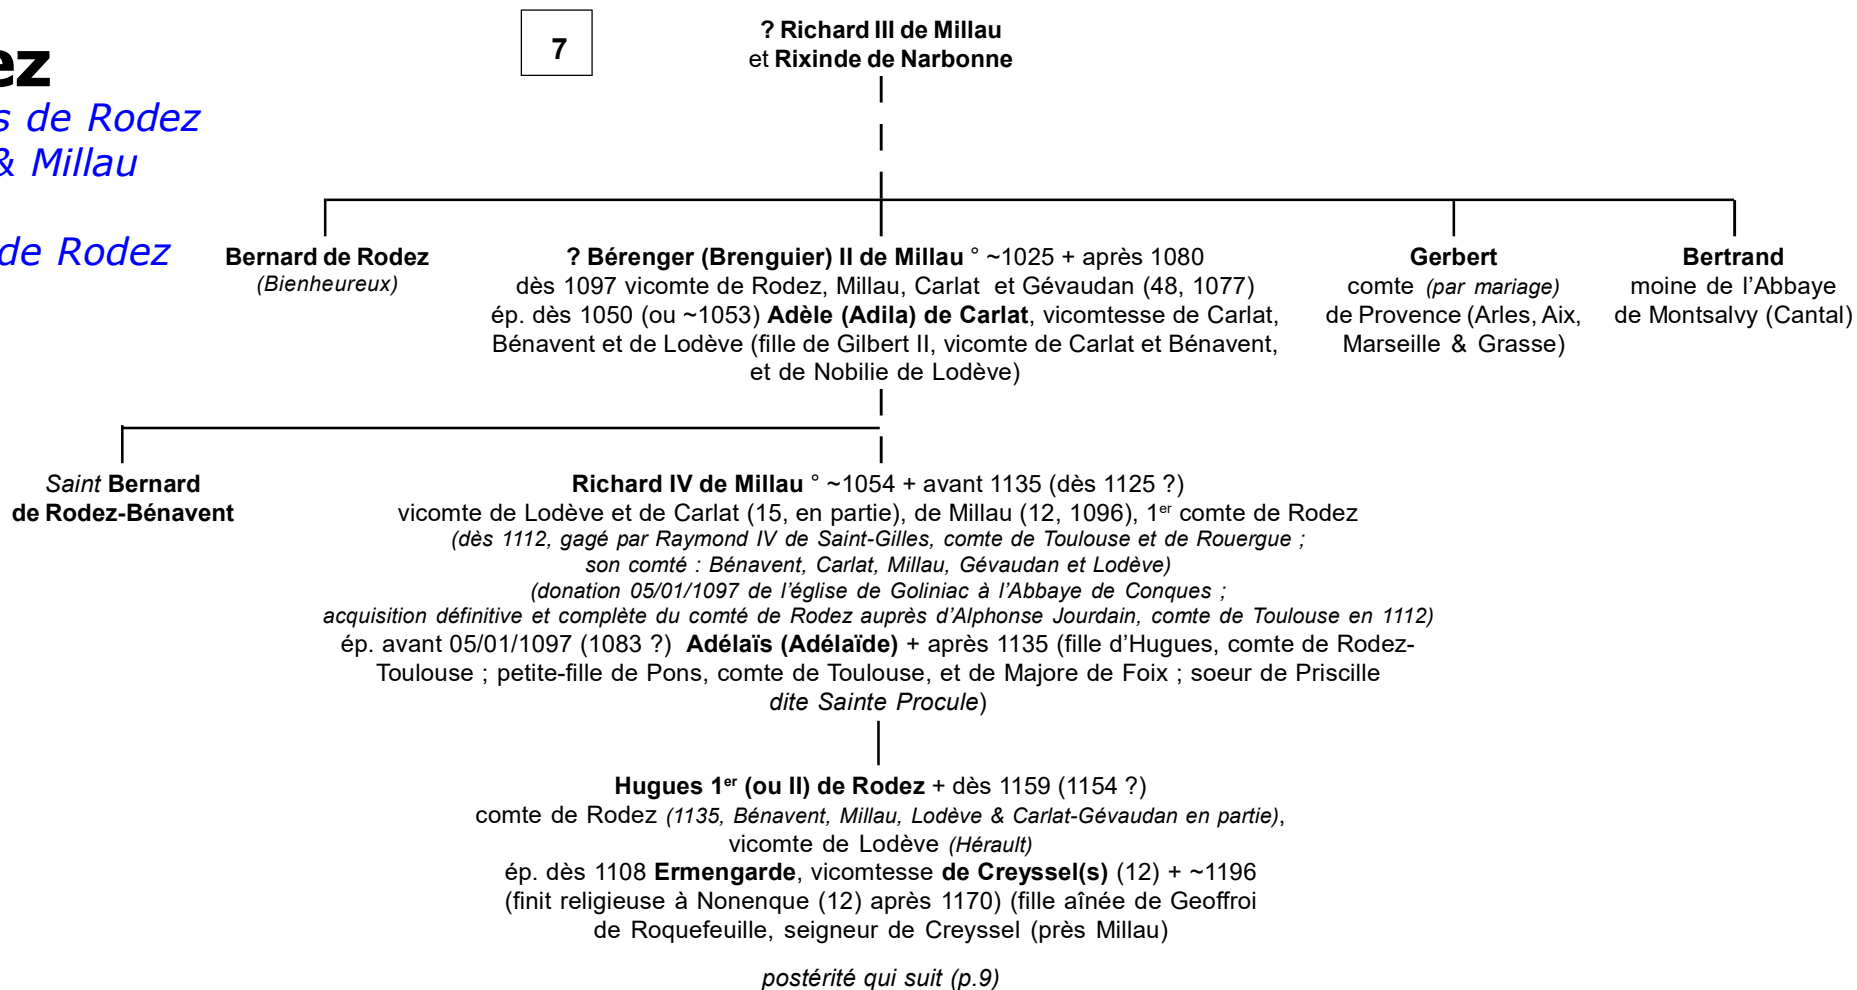 ez
s de Rodez
& Millau
de Rodez
7
? Richard III de Millau
et Rixinde de Narbonne
Bernard de Rodez
(Bienheureux)
? Bérenger (Brenguier) II de Millau ° ~1025 + après 1080
dès 1097 vicomte de Rodez, Millau, Carlat et Gévaudan (48, 1077)
ép. dès 1050 (ou ~1053) Adèle (Adila) de Carlat, vicomtesse de Carlat,
Bénavent et de Lodève (fille de Gilbert II, vicomte de Carlat et Bénavent,
et de Nobilie de Lodève)
Gerbert
comte (par mariage)
de Provence (Arles, Aix,
Marseille & Grasse)
Bertrand
moine de l’Abbaye
de Montsalvy (Cantal)
Saint Bernard
de Rodez-Bénavent
Richard IV de Millau ° ~1054 + avant 1135 (dès 1125 ?)
vicomte de Lodève et de Carlat (15, en partie), de Millau (12, 1096), 1er comte de Rodez
(dès 1112, gagé par Raymond IV de Saint-Gilles, comte de Toulouse et de Rouergue ;
son comté : Bénavent, Carlat, Millau, Gévaudan et Lodève)
(donation 05/01/1097 de l’église de Goliniac à l’Abbaye de Conques ;
acquisition définitive et complète du comté de Rodez auprès d’Alphonse Jourdain, comte de Toulouse en 1112)
ép. avant 05/01/1097 (1083 ?) Adélaïs (Adélaïde) + après 1135 (fille d’Hugues, comte de Rodez-
Toulouse ; petite-fille de Pons, comte de Toulouse, et de Majore de Foix ; soeur de Priscille
dite Sainte Procule)
Hugues 1er (ou II) de Rodez + dès 1159 (1154 ?)
comte de Rodez (1135, Bénavent, Millau, Lodève & Carlat-Gévaudan en partie),
vicomte de Lodève (Hérault)
ép. dès 1108 Ermengarde, vicomtesse de Creyssel(s) (12) + ~1196
(finit religieuse à Nonenque (12) après 1170) (fille aînée de Geoffroi
de Roquefeuille, seigneur de Creyssel (près Millau)
postérité qui suit (p.9)